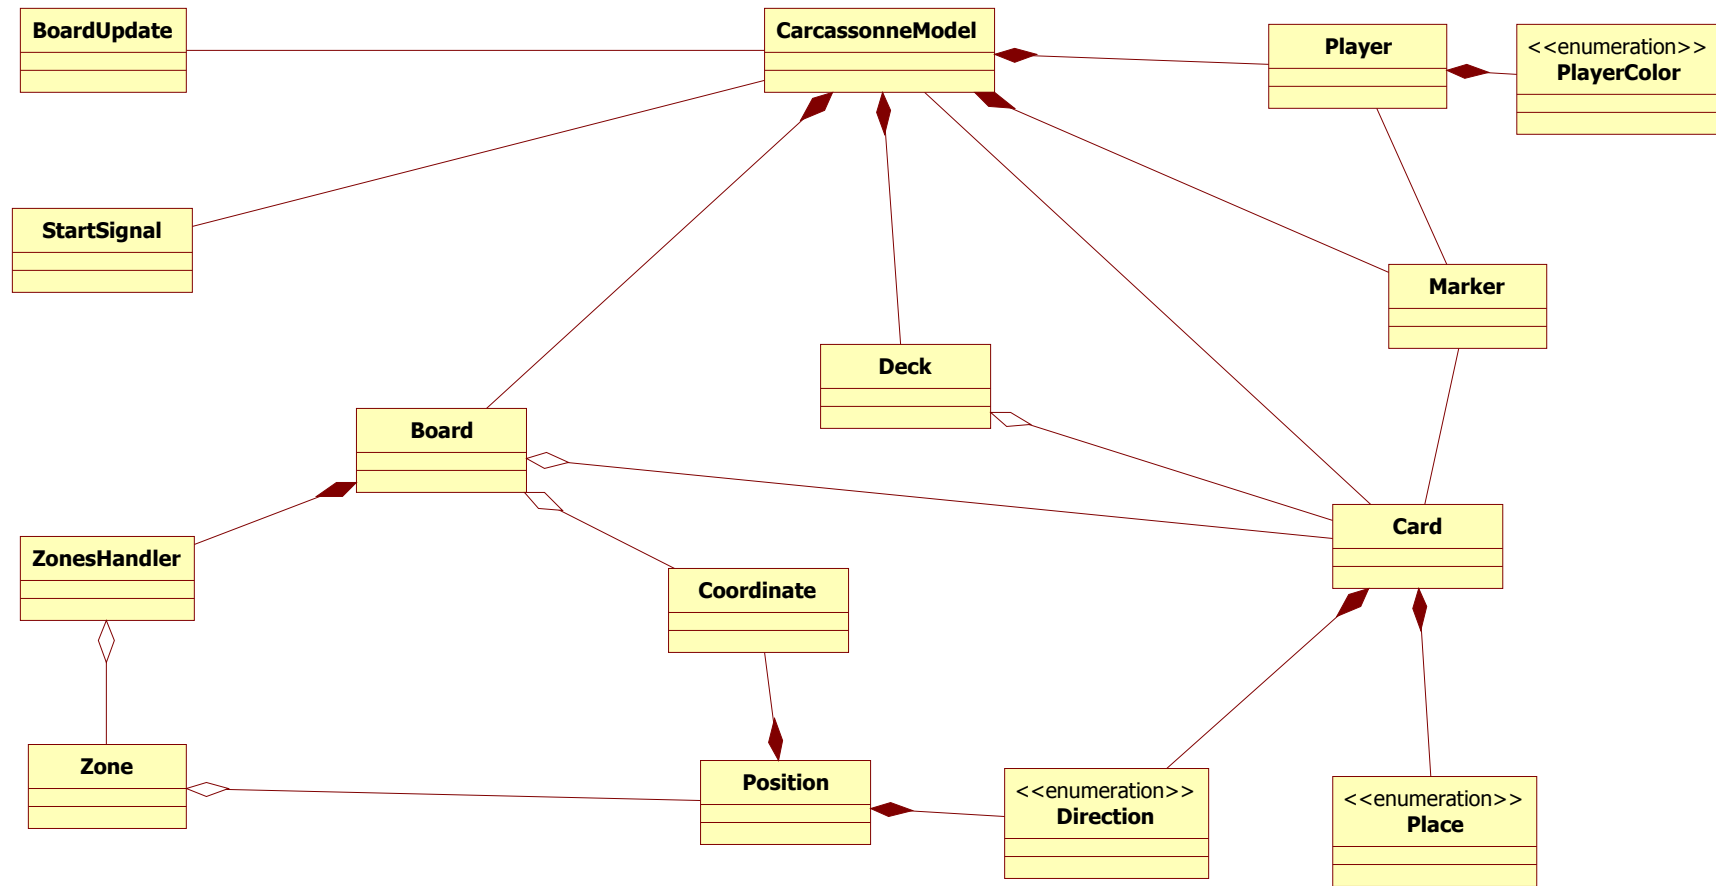 BoardUpdate
CarcassonneModel
Player
<<enumeration>>
PlayerColor
StartSignal
Marker
Deck
Board
Card
ZonesHandler
Coordinate
Zone
Position
<<enumeration>>
Direction
<<enumeration>>
Place